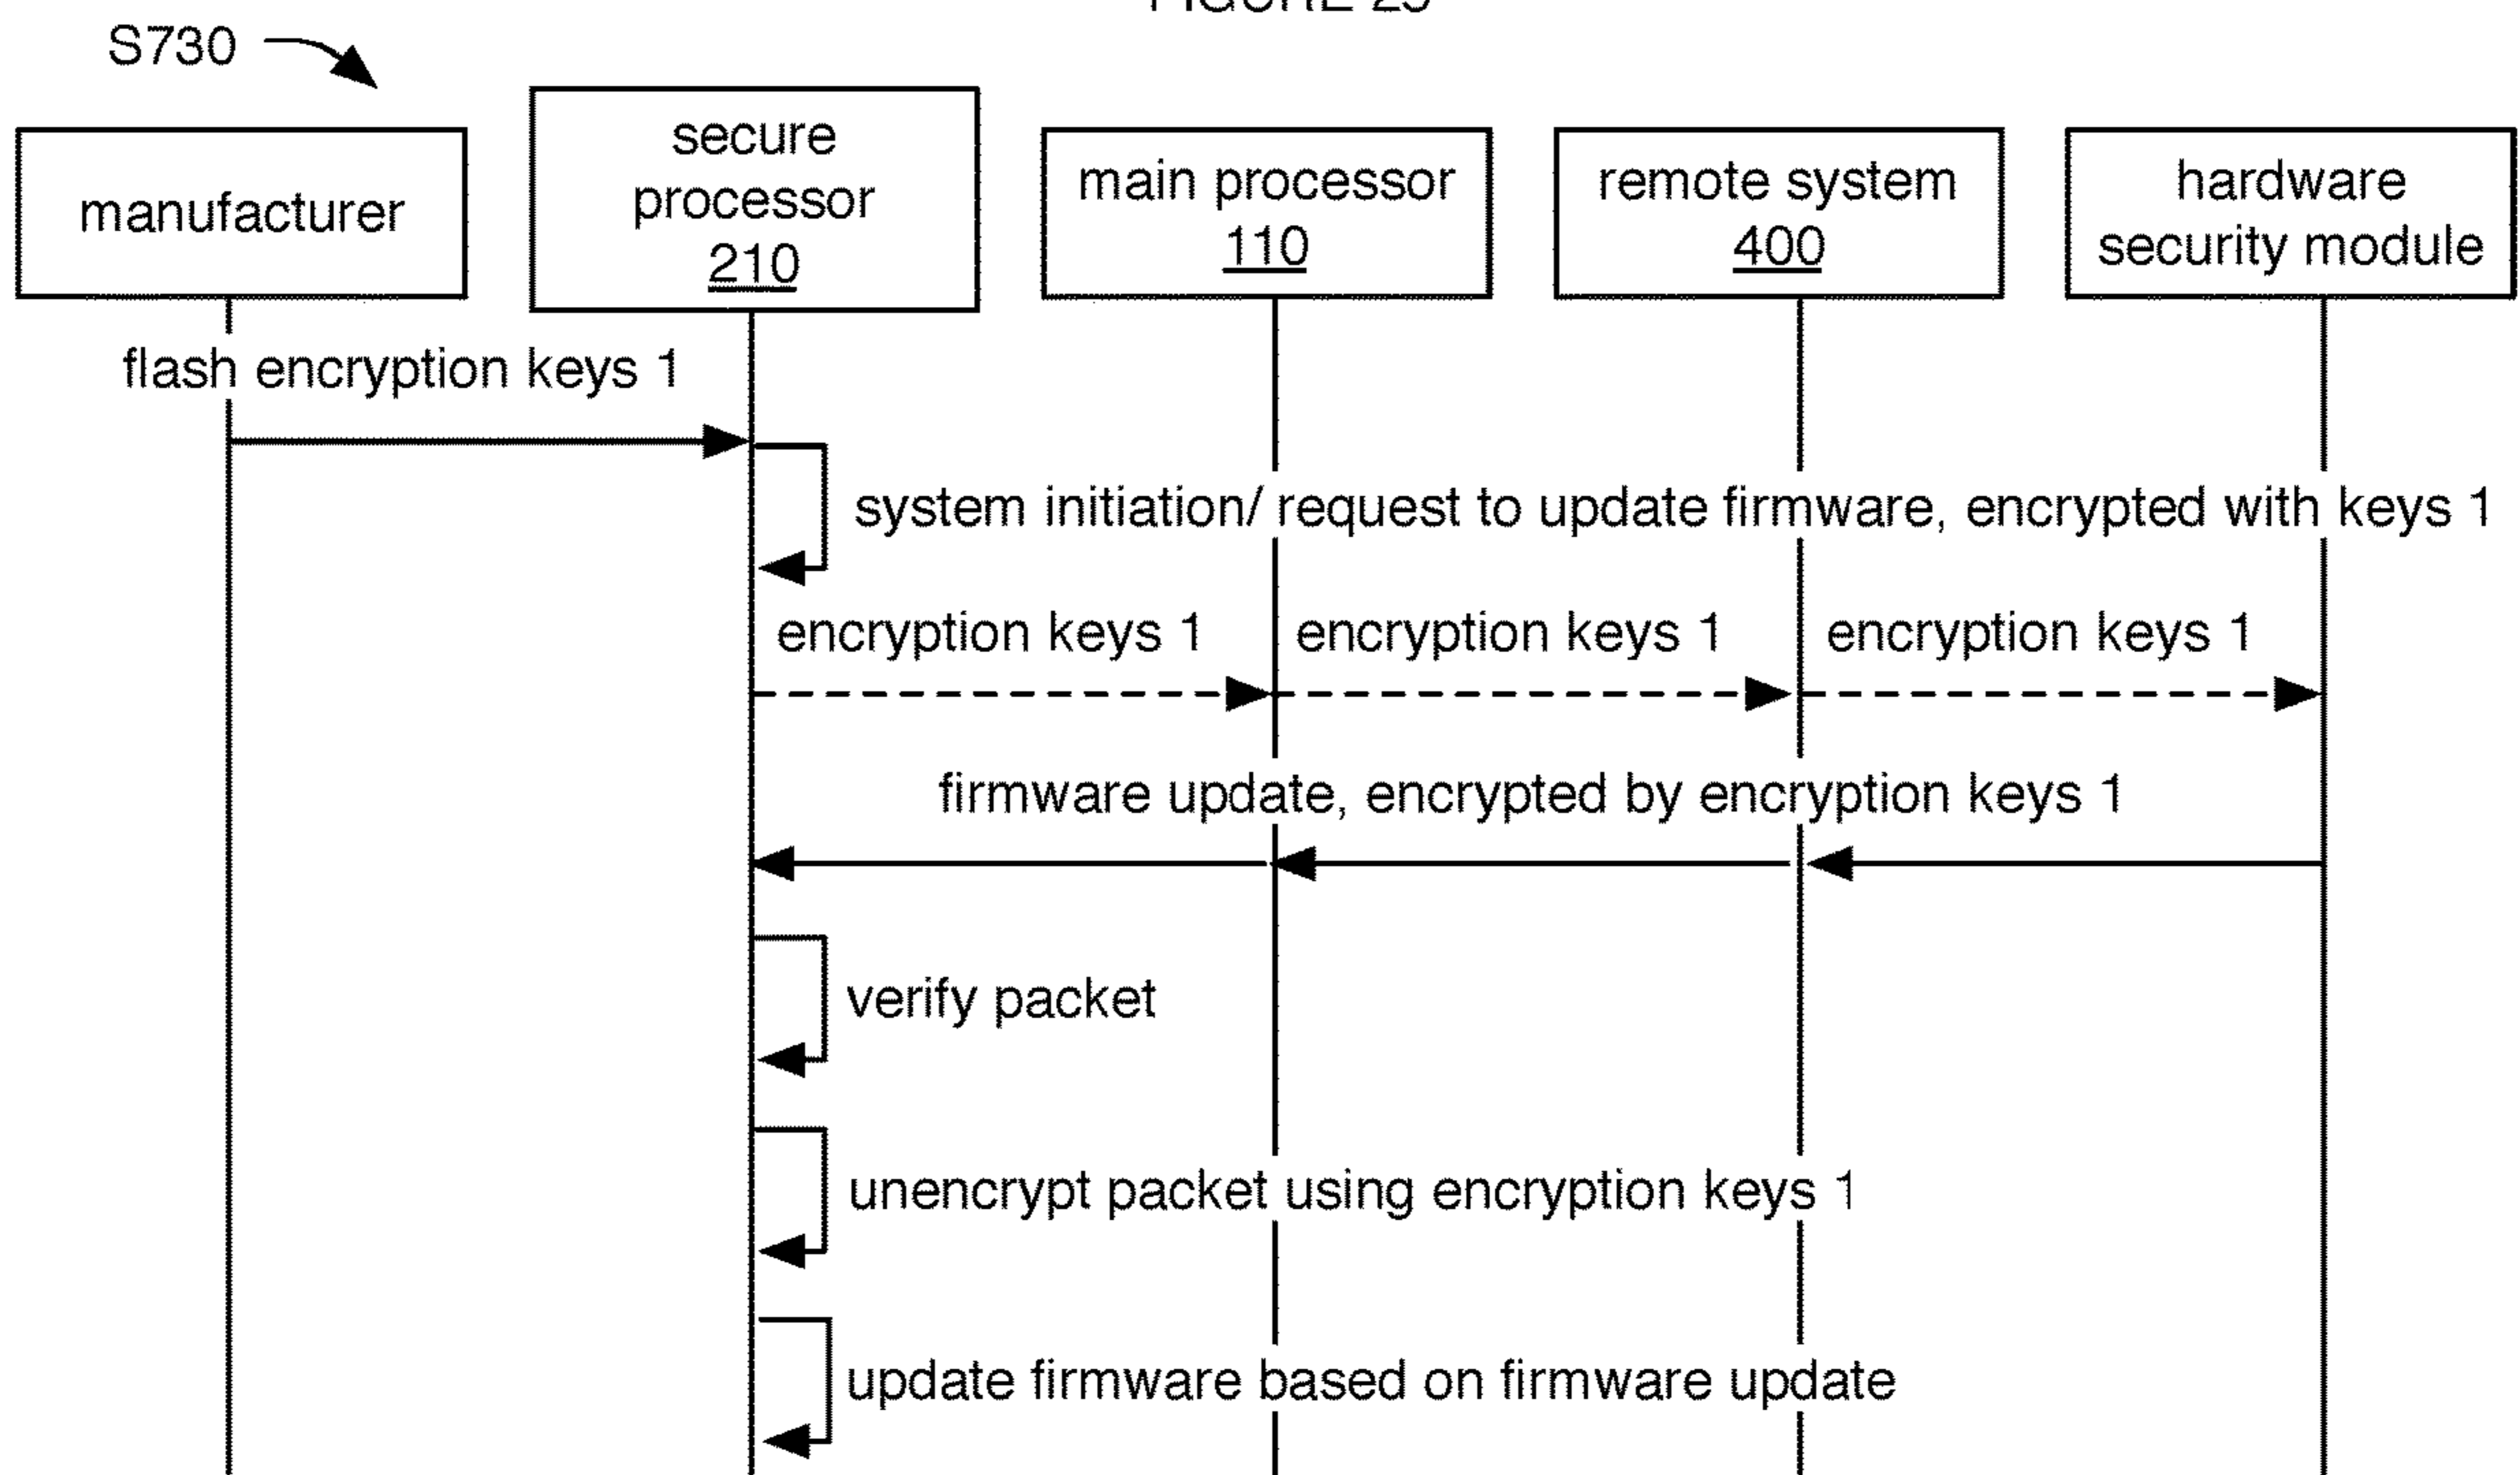 S730
manufacturer
secure
processor
210
main processor
110
remote system
400
hardware
security module
flash encryption keys 1
system initiation/ request to update firmware, encrypted with keys 1
encryption keys 1
encryption keys 1
encryption keys 1
firmware update, encrypted by encryption keys 1
verify packet
unencrypt packet using encryption keys 1
update firmware based on firmware update